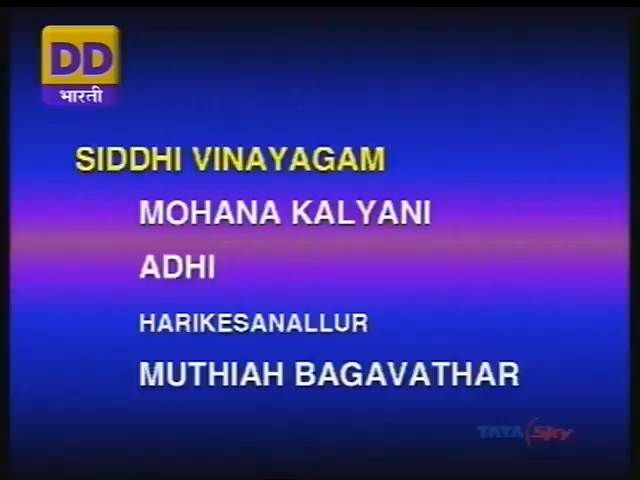 DD
भारती
SIDDHI VINAYAGAM
MOHANA KALYANI
ADHI
HARIKESANALLUR
MUTHIAH BAGAVATHAR
TATA Sky